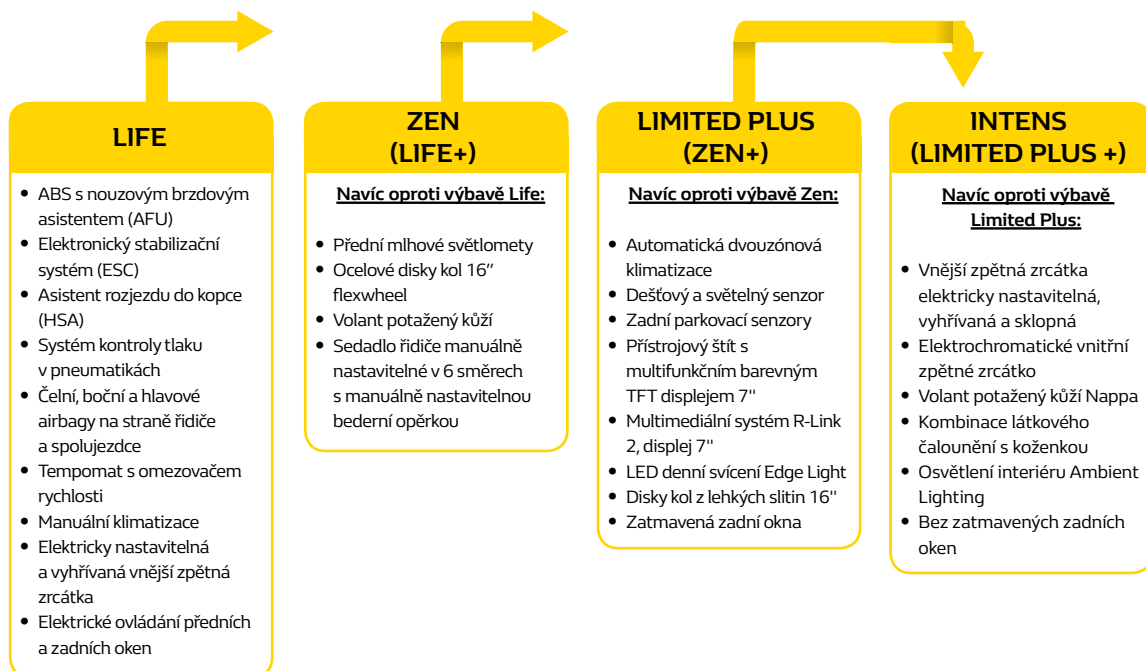 LIFE
• ABS s nouzovým brzdovým
asistentem (AFU)
• Elektronický stabilizační
systém (ESC)
• Asistent rozjezdu do kopce
(HSA)
• Systém kontroly tlaku
v pneumatikách
• Čelní, boční a hlavové
airbagy na straně řidiče
a spolujezdce
• Tempomat s omezovačem
rychlosti
• Manuální klimatizace
• Elektricky nastavitelná
a vyhřívaná vnější zpětná
zrcátka
• Elektrické ovládání předních
a zadních oken
ZEN
(LIFE+)
Navíc oproti výbavě Life:
• Přední mlhové světlomety
• Ocelové disky kol 16″
flexwheel
• Volant potažený kůží
• Sedadlo řidiče manuálně
nastavitelné v 6 směrech
s manuálně nastavitelnou
bederní opěrkou
LIMITED PLUS
(ZEN+)
Navíc oproti výbavě Zen:
• Automatická dvouzónová
klimatizace
• Dešťový a světelný senzor
• Zadní parkovací senzory
• Přístrojový štít s
multifunkčním barevným
TFT displejem 7"
• Multimediální systém R-Link
2, displej 7"
• LED denní svícení Edge Light
• Disky kol z lehkých slitin 16"
• Zatmavená zadní okna
INTENS
(LIMITED PLUS +)
Navíc oproti výbavě
Limited Plus:
• Vnější zpětná zrcátka
elektricky nastavitelná,
vyhřívaná a sklopná
• Elektrochromatické vnitřní
zpětné zrcátko
• Volant potažený kůží Nappa
• Kombinace látkového
čalounění s koženkou
• Osvětlení interiéru Ambient
Lighting
• Bez zatmavených zadních
oken